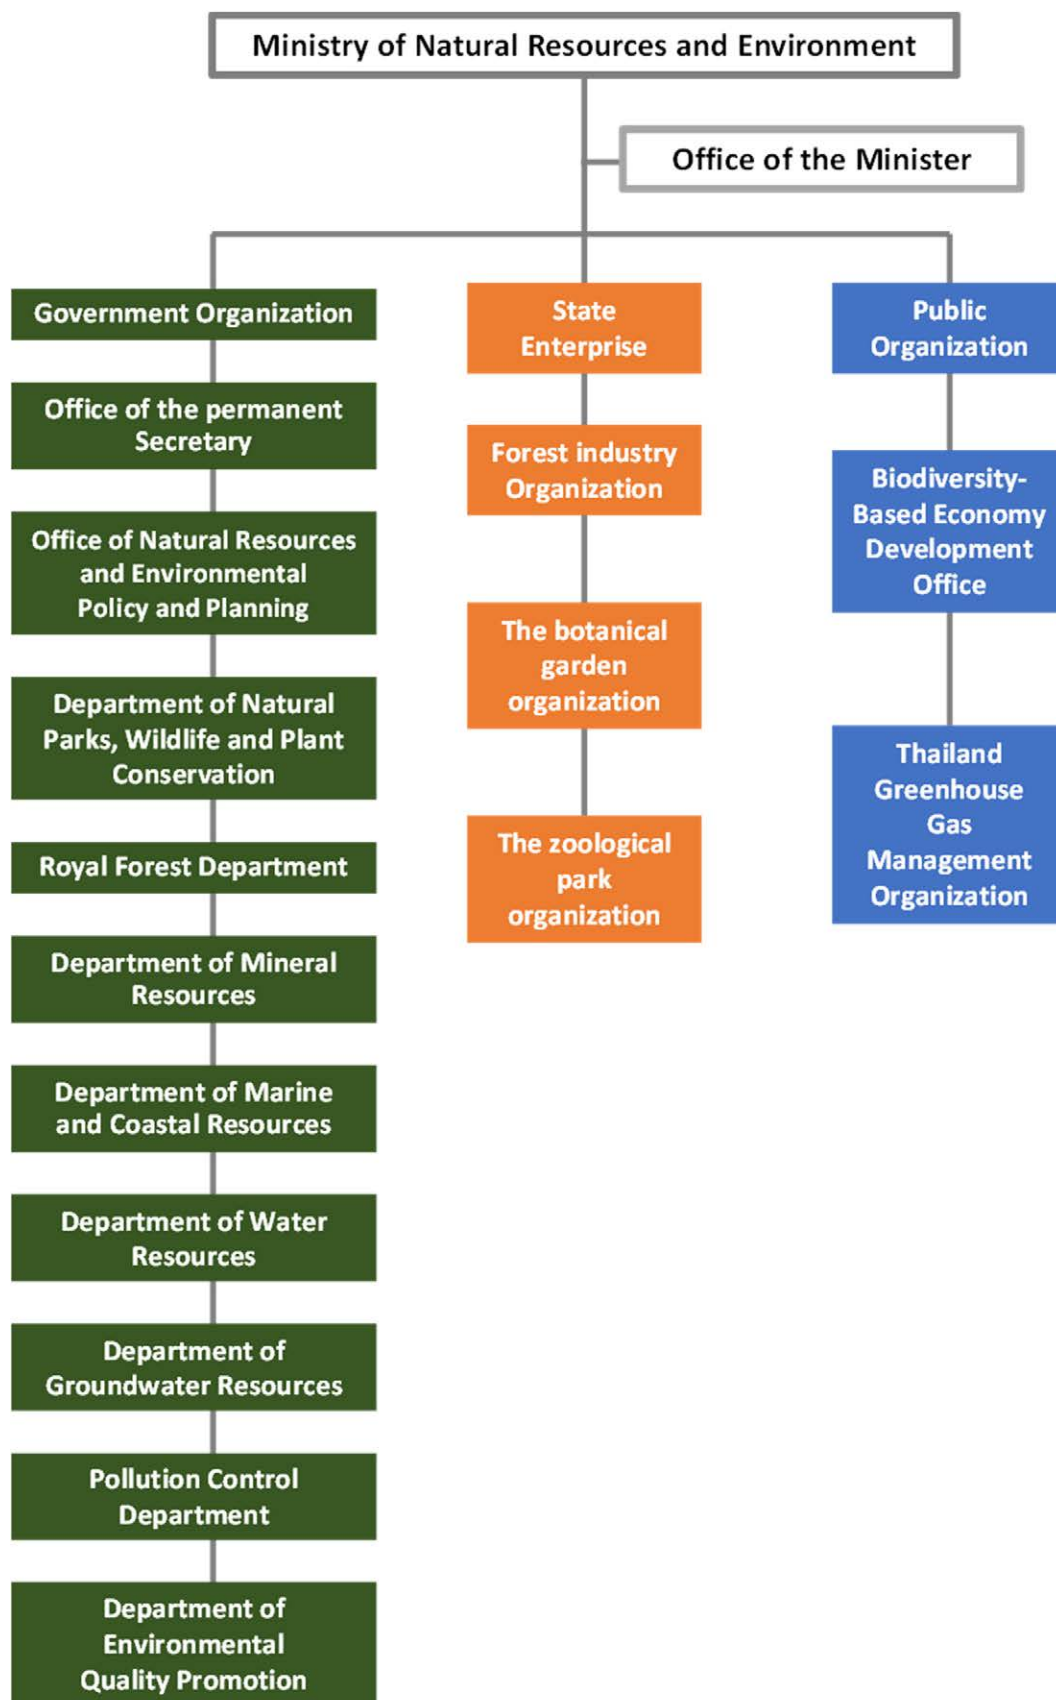 Ministry of Natural Resources and Environment
Office of the Minister
Government Organization
Office of the permanent
Secretary
Office of Natural Resources
and Environmental
Policy and Planning
Department of Natural
Parks, Wildlife and Plant
Conservation
Royal Forest Department
Department of Mineral
Resources
Department of Marine
and Coastal Resources
Department of Water
Resources
Department of
Groundwater Resources
Pollution Control
Department
Department of
Environmental
Quality Promotion
State
Enterprise
Forest industry
Organization
The botanical
garden
organization
The zoological
park
organization
Public
Organization
Biodiversity-
Based Economy
Development
Office
Thailand
Greenhouse
Gas
Management
Organization